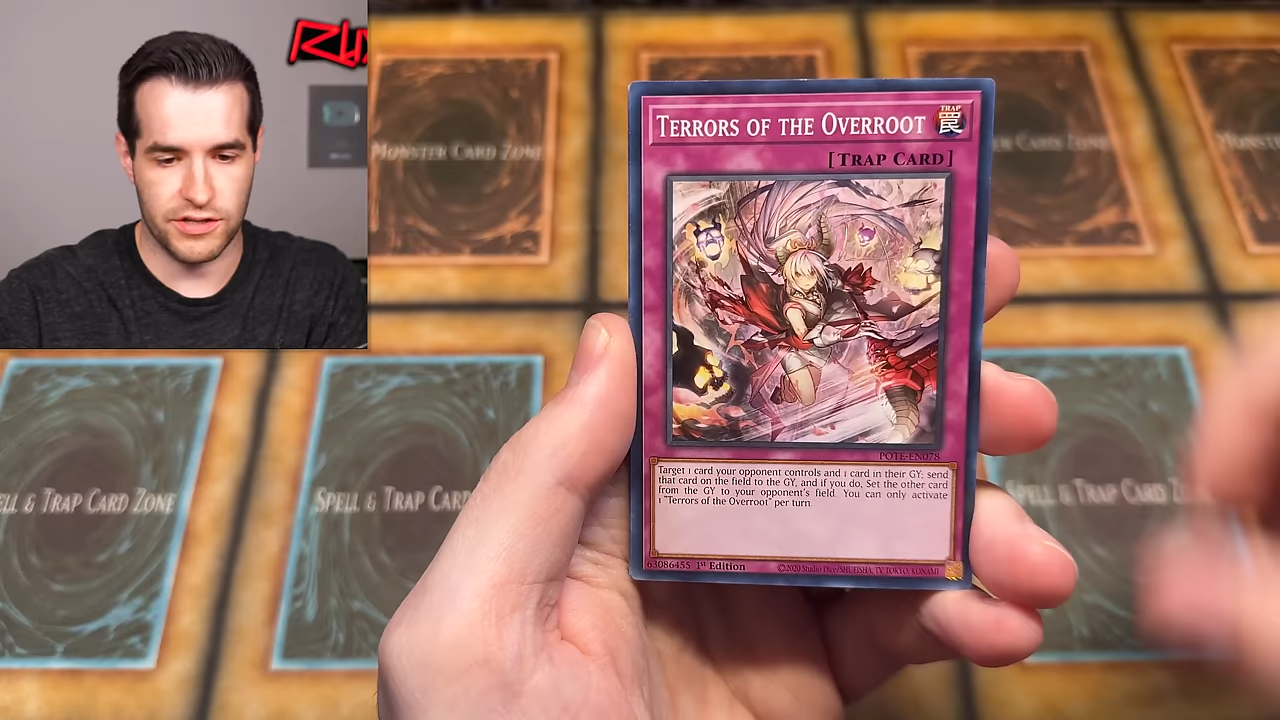 MONSTER CARD ZONE
TERRORS OF THE OVERROOT
TRAP
罠
[TRAP CARD]
POTE-EN078
Target 1 card your opponent controls and 1 card in their GY; send
that card on the field to the GY, and if you do, Set the other card
from the GY to your opponent's field. You can only activate
1 "Terrors of the Overroot" per turn.
63086455 1st Edition
©2020 Studio Dice/SHUEISHA, TV TOKYO, KONAMI
SPELL & TRAP CARD
& TRAP CARD ZONE
& TRAP CARD